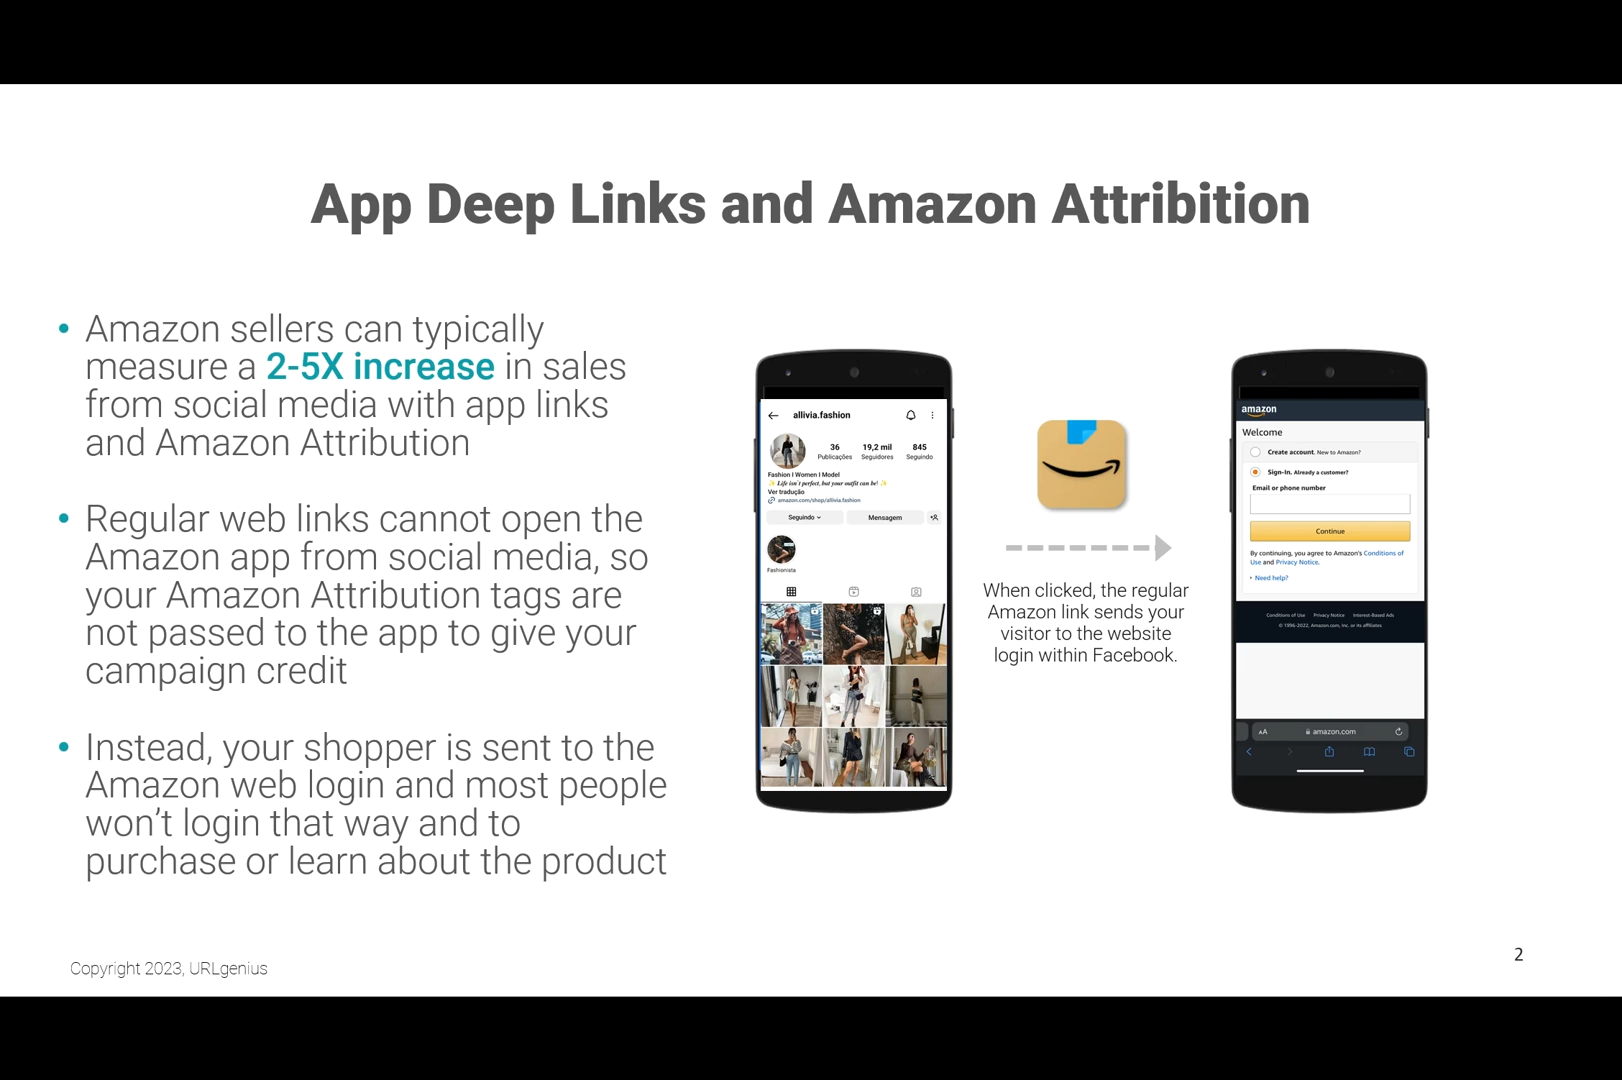 App Deep Links and Amazon Attribition
• Amazon sellers can typically
measure a 2-5X increase in sales
from social media with app links
and Amazon Attribution
• Regular web links cannot open the
Amazon app from social media, so
your Amazon Attribution tags are
not passed to the app to give your
campaign credit
• Instead, your shopper is sent to the
Amazon web login and most people
won’t login that way and to
purchase or learn about the product
allivia.fashion
36 19,2 mil 845
Publicações Seguidores Seguindo
Fashion I Women I Model
✨ Life isn't perfect, but your outfit can be! ✨
Ver tradução
amazon.com/shop/allivia.fashion
Seguindo Mensagem
Fashionista
When clicked, the regular
Amazon link sends your
visitor to the website
login within Facebook.
amazon
Welcome
Create account. New to Amazon?
Sign-In. Already a customer?
Email or phone number
Continue
By continuing, you agree to Amazon's Conditions of
Use and Privacy Notice.
Need help?
Conditions of Use Privacy Notice Interest-Based Ads
© 1996-2022, Amazon.com, Inc. or its affiliates
AA amazon.com
Copyright 2023, URLgenius
2